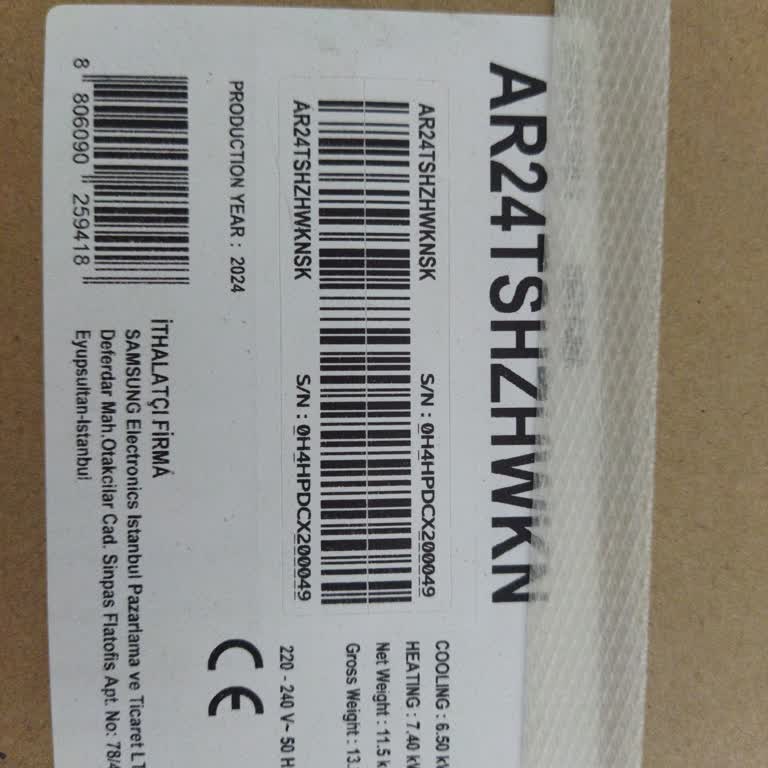 AR24TSHZHWKN
AR24TSHZHWKNSK
S/N : 0H4HPDCX200049
AR24TSHZHWKNSK
S/N : 0H4HPDCX200049
COOLING : 6.50
HEATING : 7.40
Net Weight : 11.5
Gross Weight : 13.
220 - 240 V~ 50
PRODUCTION YEAR : 2024
CE
8 806090 259418
İTHALATÇI FİRMA
SAMSUNG Electronics Istanbul Pazarlama ve Ticaret
Defterdar Mah.Otakcilar Cad. Sinpas Flatofis Apt. No: 78/4
Eyupsultan-Istanbul